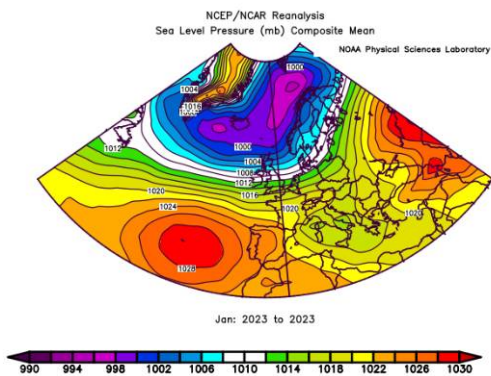 NCEP/NCAR Reanalysis
Sea Level Pressure (mb) Composite Mean
NOAA Physical Sciences Laboratory
1000
1004
1016
1012
1000
1004
1008
1012
1016
1020
1020
1020
1024
1028
Jan: 2023 to 2023
990 994 998 1002 1006 1010 1014 1018 1022 1026 1030